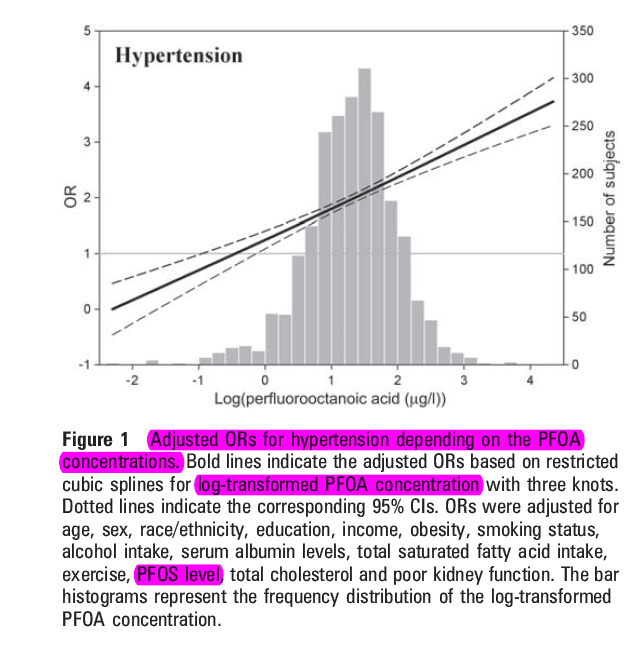 Hypertension
5
4
3
2
1
0
-1
OR
350
300
250
200
150
100
50
0
Number of subjects
-2 -1 0 1 2 3 4
Log(perfluorooctanoic acid (μg/l))
Figure 1 Adjusted ORs for hypertension depending on the PFOA
concentrations. Bold lines indicate the adjusted ORs based on restricted
cubic splines for log-transformed PFOA concentration with three knots.
Dotted lines indicate the corresponding 95% CIs. ORs were adjusted for
age, sex, race/ethnicity, education, income, obesity, smoking status,
alcohol intake, serum albumin levels, total saturated fatty acid intake,
exercise, PFOS level, total cholesterol and poor kidney function. The bar
histograms represent the frequency distribution of the log-transformed
PFOA concentration.